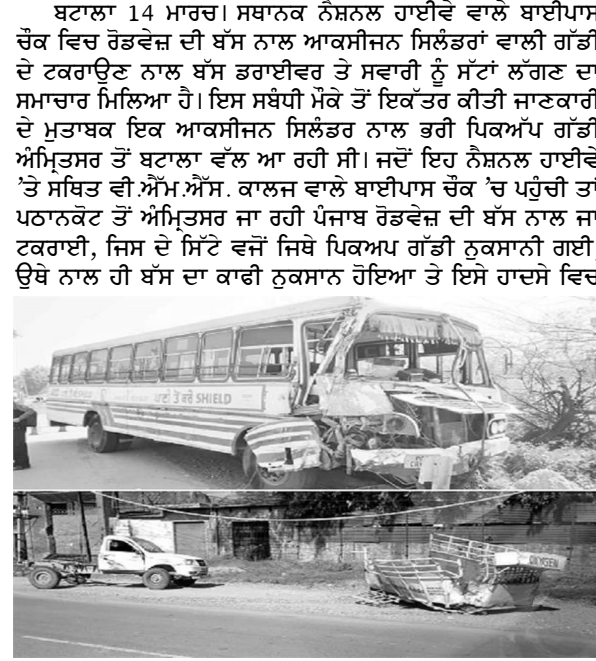 ਬਟਾਲਾ 14 ਮਾਰਚ। ਸਥਾਨਕ ਨੈਸ਼ਨਲ ਹਾਈਵੇ ਵਾਲੇ ਬਾਈਪਾਸ
ਚੌਕ ਵਿਚ ਰੋਡਵੇਜ਼ ਦੀ ਬੱਸ ਨਾਲ ਆਕਸੀਜਨ ਸਿਲੰਡਰਾਂ ਵਾਲੀ ਗੱਡੀ
ਦੇ ਟਕਰਾਉਣ ਨਾਲ ਬੱਸ ਡਰਾਈਵਰ ਤੇ ਸਵਾਰੀ ਨੂੰ ਸੱਟਾਂ ਲੱਗਣ ਦਾ
ਸਮਾਚਾਰ ਮਿਲਿਆ ਹੈ। ਇਸ ਸਬੰਧੀ ਮੌਕੇ ਤੋਂ ਇਕੱਤਰ ਕੀਤੀ ਜਾਣਕਾਰੀ
ਦੇ ਮੁਤਾਬਕ ਇਕ ਆਕਸੀਜਨ ਸਿਲੰਡਰ ਨਾਲ ਭਰੀ ਪਿਕਅੱਪ ਗੱਡੀ
ਅੰਮ੍ਰਿਤਸਰ ਤੋਂ ਬਟਾਲਾ ਵੱਲ ਆ ਰਹੀ ਸੀ। ਜਦੋਂ ਇਹ ਨੈਸ਼ਨਲ ਹਾਈਵੇ
'ਤੇ ਸਥਿਤ ਵੀ.ਐੱਮ.ਐੱਸ. ਕਾਲਜ ਵਾਲੇ ਬਾਈਪਾਸ ਚੌਕ 'ਚ ਪਹੁੰਚੀ ਤਾਂ
ਪਠਾਨਕੋਟ ਤੋਂ ਅੰਮ੍ਰਿਤਸਰ ਜਾ ਰਹੀ ਪੰਜਾਬ ਰੋਡਵੇਜ਼ ਦੀ ਬੱਸ ਨਾਲ ਜਾ
ਟਕਰਾਈ, ਜਿਸ ਦੇ ਸਿੱਟੇ ਵਜੋਂ ਜਿਥੇ ਪਿਕਅਪ ਗੱਡੀ ਨੁਕਸਾਨੀ ਗਈ,
ਉਥੇ ਨਾਲ ਹੀ ਬੱਸ ਦਾ ਕਾਫੀ ਨੁਕਸਾਨ ਹੋਇਆ ਤੇ ਇਸੇ ਹਾਦਸੇ ਵਿਚ
SHIELD
OXYGEN